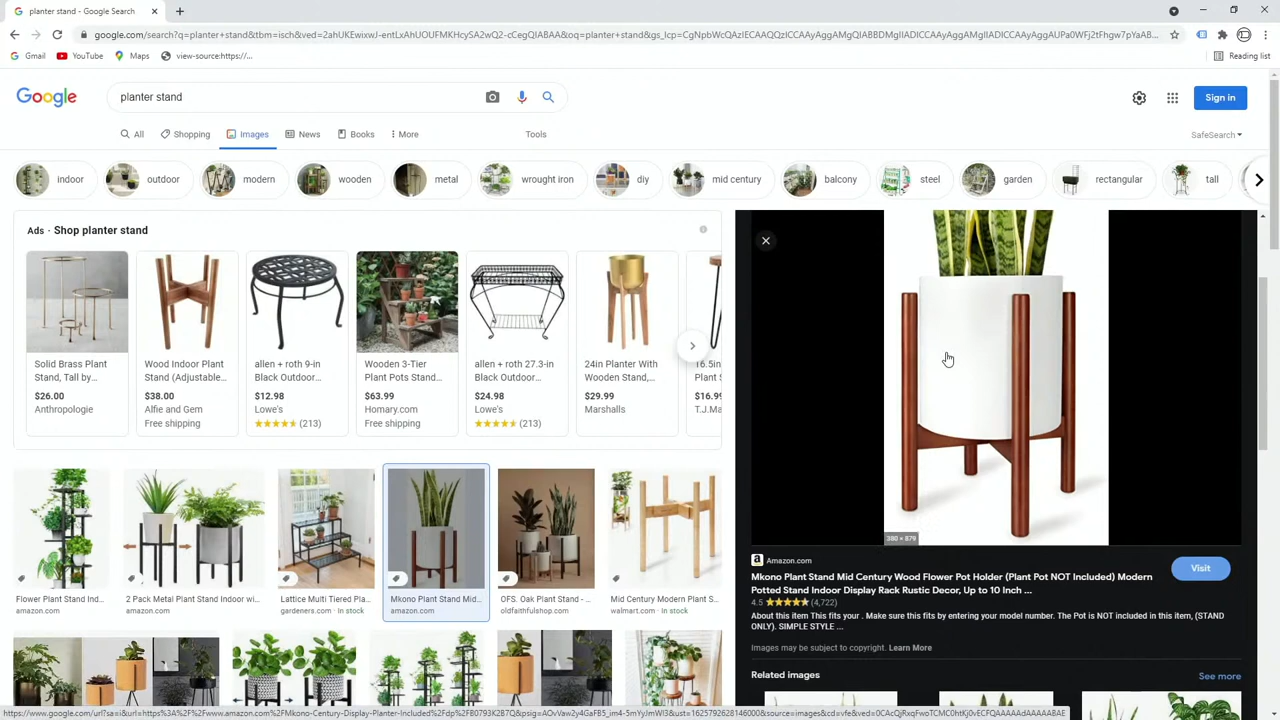 planter stand - Google Search
google.com/search?q=planter+stand&tbm=isch&ved=2ahUKEwixwJ-entLxAhUOUFMKHcySA2wQ2-cCegQIABAA&oq=planter+stand&gs_lcp=CgNpbWcQAzIECAAQQzICCAAyAggAMgIIADICCAAyAggAMgIIABBDMgIIADICCAAyAggAMgIIADICCAAyAggAUPa0WFj2tFhgw7pYaAB...
Gmail
YouTube
Maps
view-source:https://...
Reading list
Google
planter stand
Sign in
All
Shopping
Images
News
Books
More
Tools
SafeSearch
indoor
outdoor
modern
wooden
metal
wrought iron
diy
mid century
balcony
steel
garden
rectangular
tall
Ads · Shop planter stand
Solid Brass Plant
Stand, Tall by...
$26.00
Anthropologie
Wood Indoor Plant
Stand (Adjustable...
$38.00
Alfie and Gem
Free shipping
allen + roth 9-in
Black Outdoor...
$12.98
Lowe's
(213)
Wooden 3-Tier
Plant Pots Stand...
$63.99
Homary.com
Free shipping
allen + roth 27.3-in
Black Outdoor...
$24.98
Lowe's
(213)
24in Planter With
Wooden Stand,...
$29.99
Marshalls
16.5in
Plant S
$16.99
T.J.Ma
Flower Plant Stand ...
amazon.com
2 Pack Metal Plant Stand Indoor wi...
amazon.com
Lattice Multi Tiered Pla...
gardeners.com · In stock
Mkono Plant Stand Mid...
amazon.com
OFS. Oak Plant Stand - ...
oldfaithfulshop.com
Mid Century Modern Plant S...
walmart.com · In stock
380 × 879
Amazon.com
Visit
Mkono Plant Stand Mid Century Wood Flower Pot Holder (Plant Pot NOT Included) Modern
Potted Stand Indoor Display Rack Rustic Decor, Up to 10 Inch ...
4.5
(4,722)
About this item This fits your . Make sure this fits by entering your model number. The Pot is NOT included in this item, (STAND
ONLY). SIMPLE STYLE ...
Images may be subject to copyright. Learn More
Related images
See more